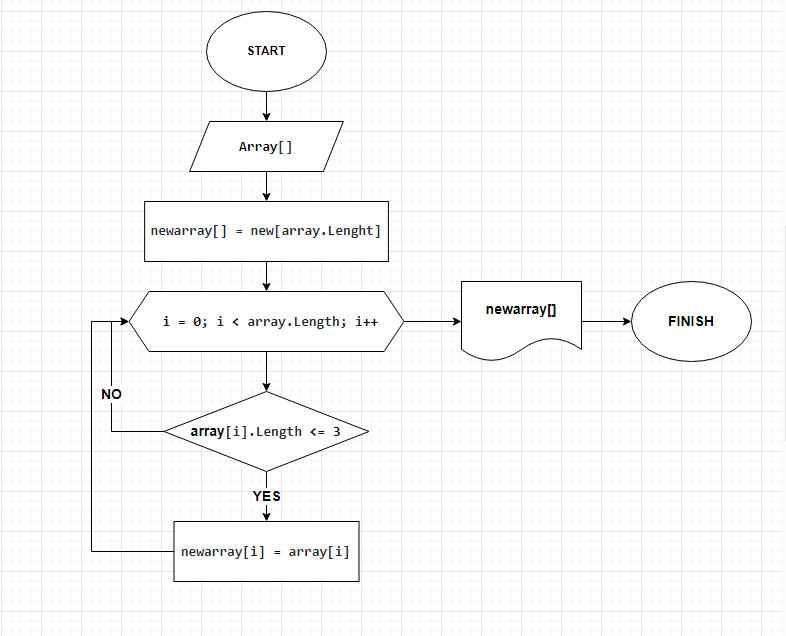 START
Array[]
newarray[] = new[array.Lenght]
i = 0; i < array.Length; i++
newarray[]
FINISH
NO
array[i].Length <= 3
YES
newarray[i] = array[i]